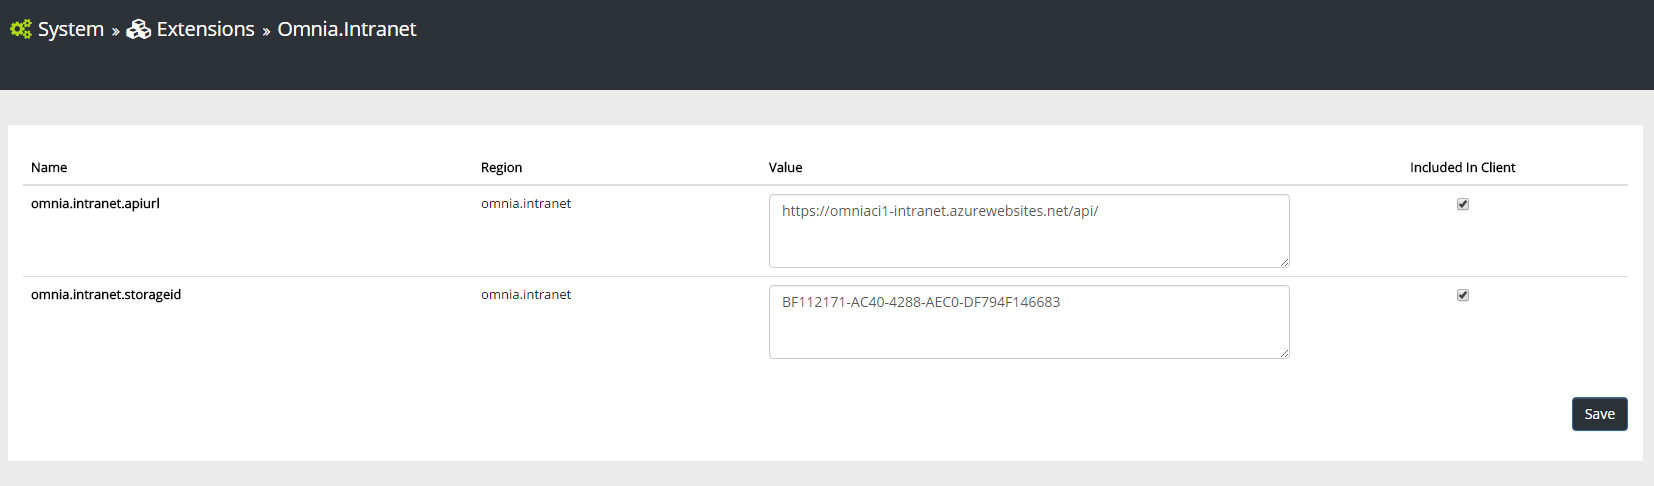 System » Extensions » Omnia.Intranet
Name Region Value Included In Client
omnia.intranet.apiurl omnia.intranet https://omniaci1-intranet.azurewebsites.net/api/
omnia.intranet.storageid omnia.intranet BF112171-AC40-4288-AEC0-DF794F146683
Save